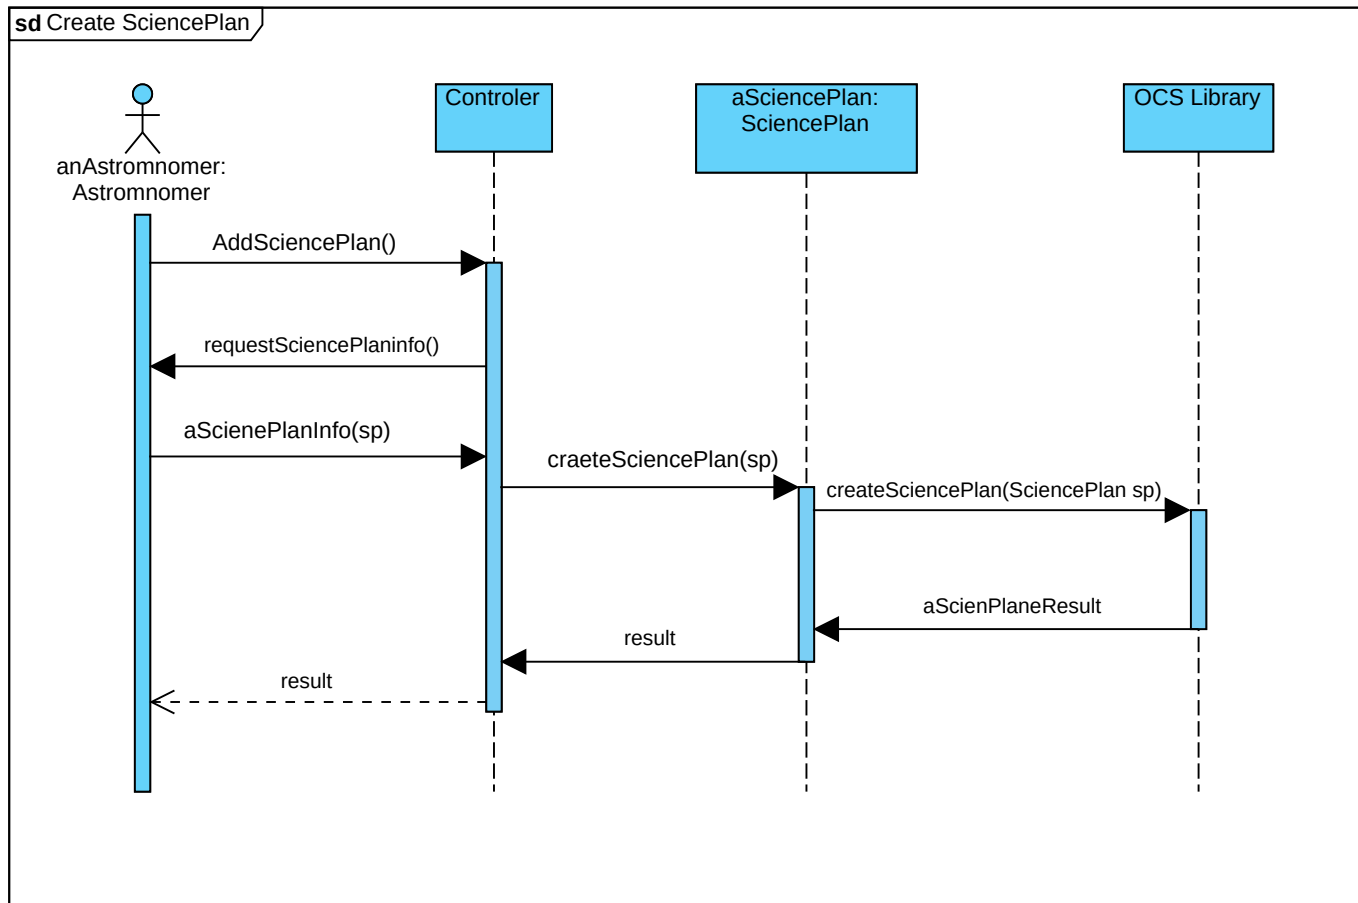 sd Create SciencePlan
anAstromnomer:
Astromnomer
Controler
aSciencePlan:
SciencePlan
OCS Library
AddSciencePlan()
requestSciencePlaninfo()
aScienePlanInfo(sp)
craeteSciencePlan(sp)
createSciencePlan(SciencePlan sp)
aScienPlaneResult
result
result